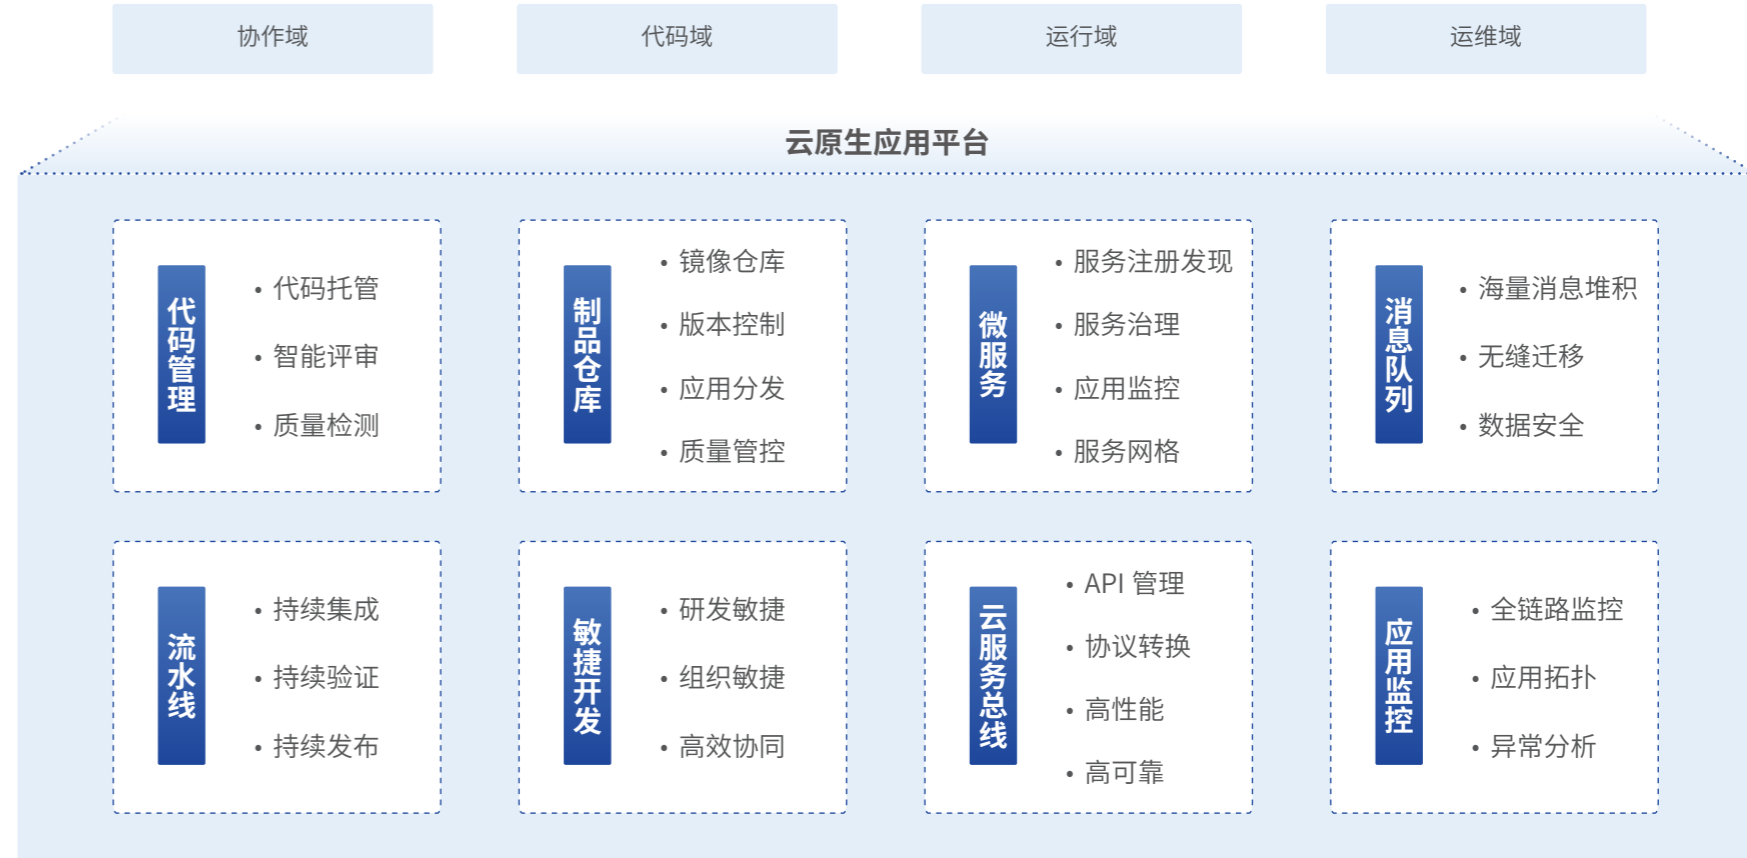 协作域
代码域
运行域
运维域
云原生应用平台
代码管理
• 代码托管
• 智能评审
• 质量检测
制品仓库
• 镜像仓库
• 版本控制
• 应用分发
• 质量管控
微服务
• 服务注册发现
• 服务治理
• 应用监控
• 服务网格
消息队列
• 海量消息堆积
• 无缝迁移
• 数据安全
流水线
• 持续集成
• 持续验证
• 持续发布
敏捷开发
• 研发敏捷
• 组织敏捷
• 高效协同
云服务总线
• API 管理
• 协议转换
• 高性能
• 高可靠
应用监控
• 全链路监控
• 应用拓扑
• 异常分析